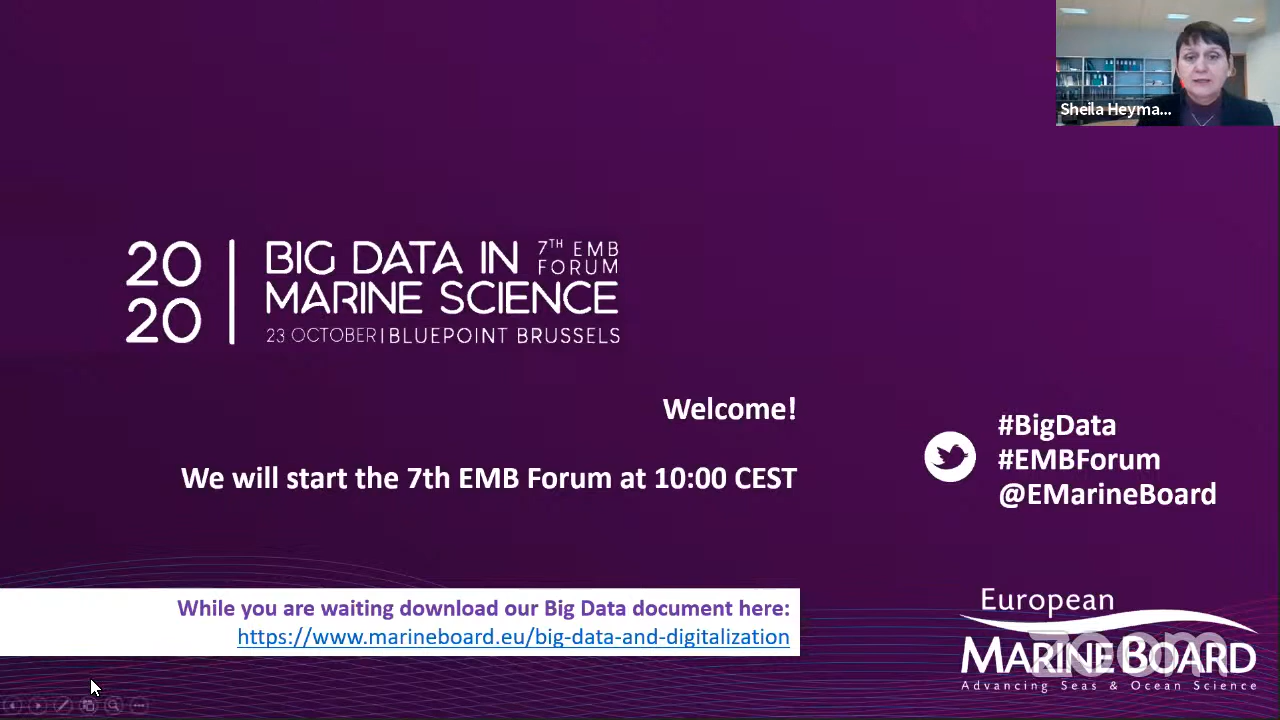 Sheila Heyma...
20
20
BIG DATA IN
MARINE SCIENCE
7TH EMB
FORUM
23 OCTOBER|BLUEPOINT BRUSSELS
Welcome!
We will start the 7th EMB Forum at 10:00 CEST
#BigData
#EMBForum
@EMarineBoard
While you are waiting download our Big Data document here:
https://www.marineboard.eu/big-data-and-digitalization
European
MARINE BOARD
Advancing Seas & Ocean Science
zoom